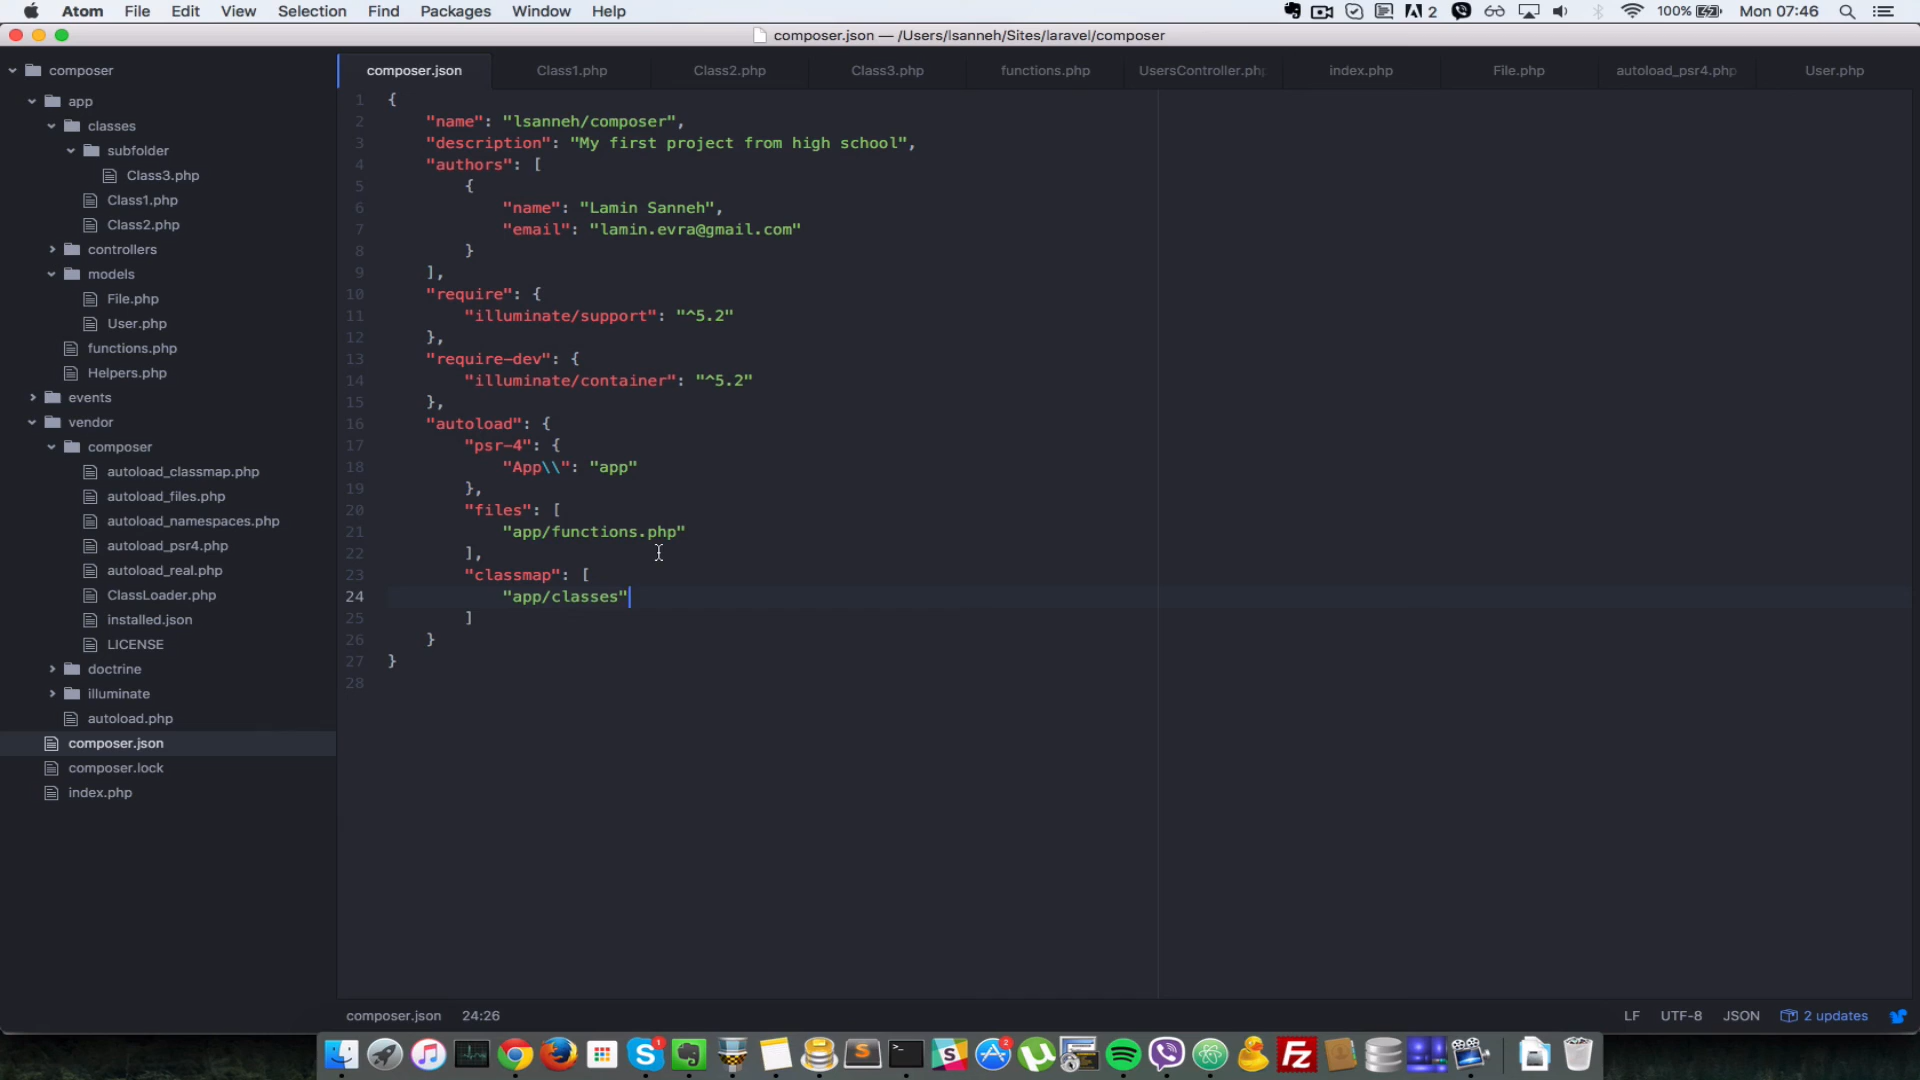 Atom File Edit View Selection Find Packages Window Help 2 100% Mon 07:46
composer.json — /Users/lsanneh/Sites/laravel/composer
composer
app
classes
subfolder
Class3.php
Class1.php
Class2.php
controllers
models
File.php
User.php
functions.php
Helpers.php
events
vendor
composer
autoload_classmap.php
autoload_files.php
autoload_namespaces.php
autoload_psr4.php
autoload_real.php
ClassLoader.php
installed.json
LICENSE
doctrine
illuminate
autoload.php
composer.json
composer.lock
index.php
composer.json Class1.php Class2.php Class3.php functions.php UsersController.php index.php File.php autoload_psr4.php User.php
1 {
2 "name": "lsanneh/composer",
3 "description": "My first project from high school",
4 "authors": [
5 {
6 "name": "Lamin Sanneh",
7 "email": "lamin.evra@gmail.com"
8 }
9 ],
10 "require": {
11 "illuminate/support": "^5.2"
12 },
13 "require-dev": {
14 "illuminate/container": "^5.2"
15 },
16 "autoload": {
17 "psr-4": {
18 "App\\": "app"
19 },
20 "files": [
21 "app/functions.php"
22 ],
23 "classmap": [
24 "app/classes"
25 ]
26 }
27 }
28
composer.json 24:26 LF UTF-8 JSON 2 updates